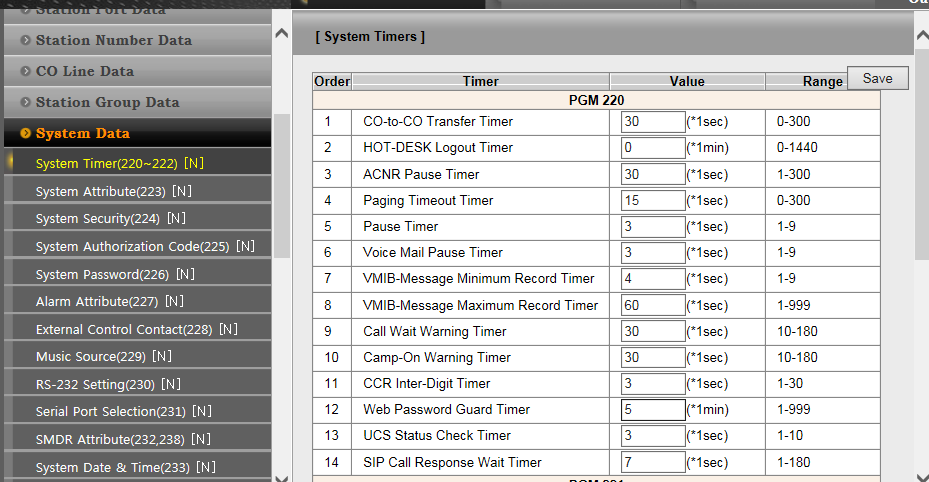 Station Port Data
Station Number Data
CO Line Data
Station Group Data
System Data
System Timer(220~222) [N]
System Attribute(223) [N]
System Security(224) [N]
System Authorization Code(225) [N]
System Password(226) [N]
Alarm Attribute(227) [N]
External Control Contact(228) [N]
Music Source(229) [N]
RS-232 Setting(230) [N]
Serial Port Selection(231) [N]
SMDR Attribute(232,238) [N]
System Date & Time(233) [N]
[ System Timers ]
Save
Order Timer Value Range
PGM 220
1 CO-to-CO Transfer Timer 30 (*1sec) 0-300
2 HOT-DESK Logout Timer 0 (*1min) 0-1440
3 ACNR Pause Timer 30 (*1sec) 1-300
4 Paging Timeout Timer 15 (*1sec) 0-300
5 Pause Timer 3 (*1sec) 1-9
6 Voice Mail Pause Timer 3 (*1sec) 1-9
7 VMIB-Message Minimum Record Timer 4 (*1sec) 1-9
8 VMIB-Message Maximum Record Timer 60 (*1sec) 1-999
9 Call Wait Warning Timer 30 (*1sec) 10-180
10 Camp-On Warning Timer 30 (*1sec) 10-180
11 CCR Inter-Digit Timer 3 (*1sec) 1-30
12 Web Password Guard Timer 5 (*1min) 1-999
13 UCS Status Check Timer 3 (*1sec) 1-10
14 SIP Call Response Wait Timer 7 (*1sec) 1-180